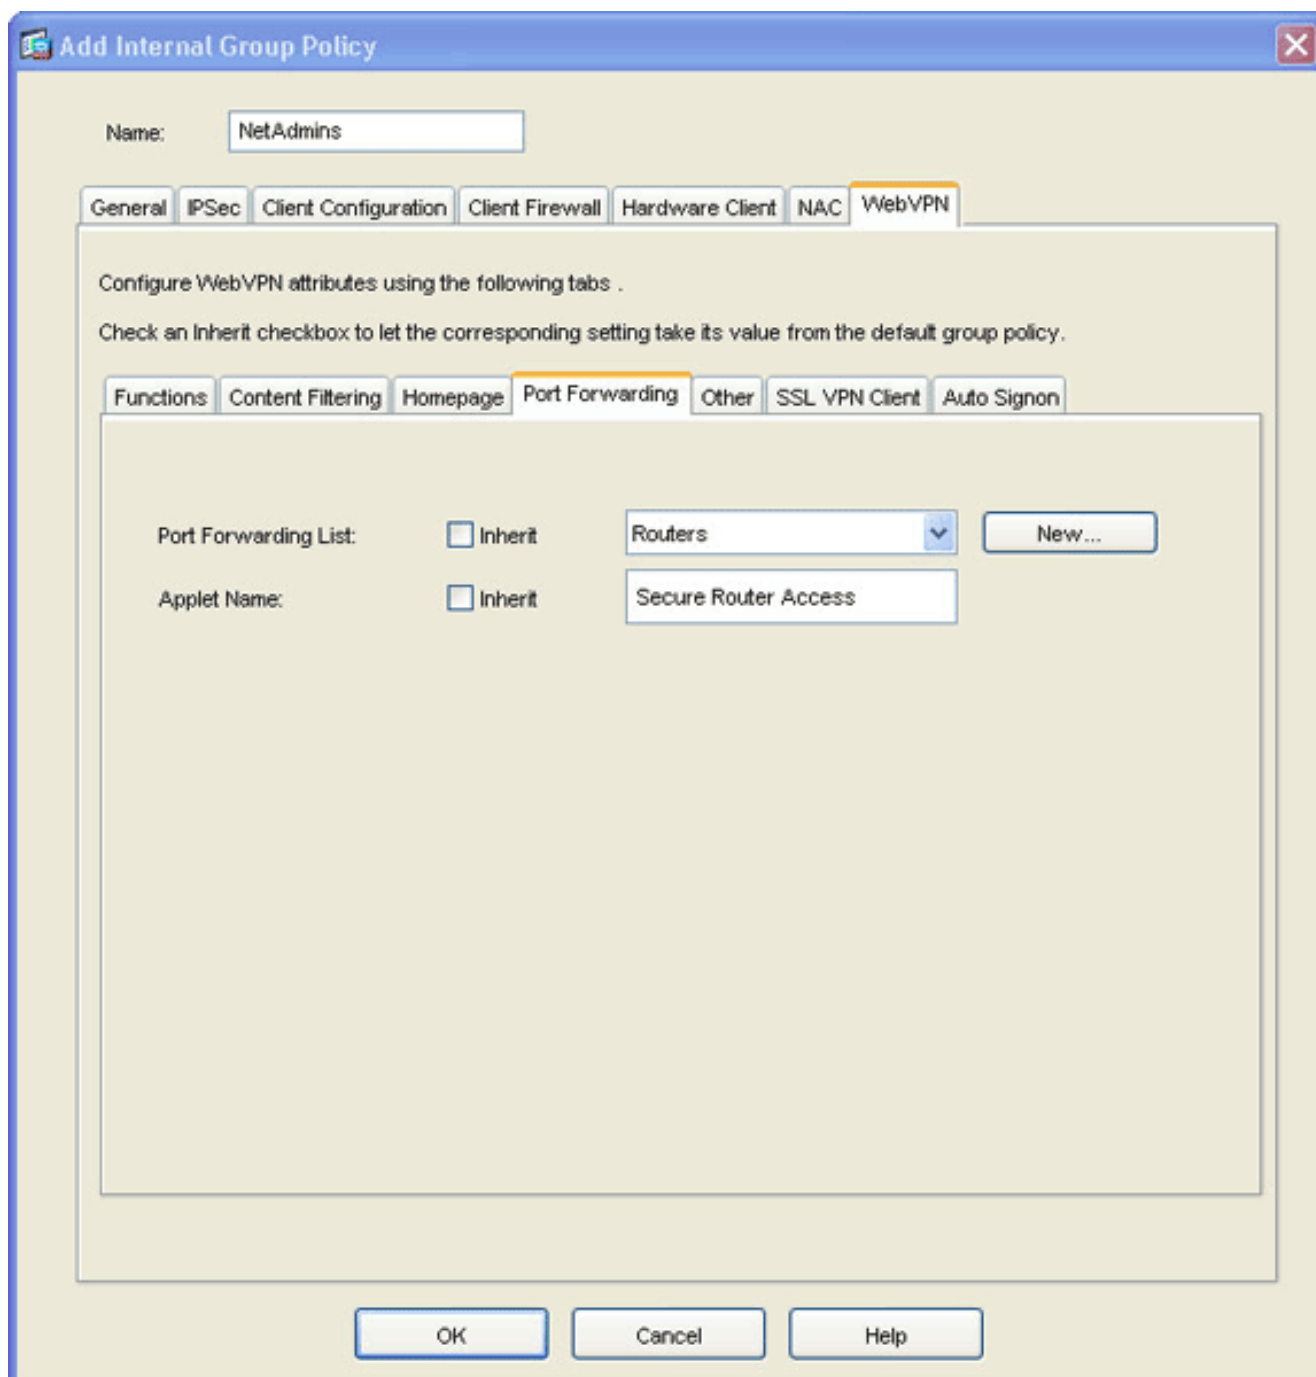 Add Internal Group Policy
Name: NetAdmins
General IPSec Client Configuration Client Firewall Hardware Client NAC WebVPN
Configure WebVPN attributes using the following tabs .
Check an Inherit checkbox to let the corresponding setting take its value from the default group policy.
Functions Content Filtering Homepage Port Forwarding Other SSL VPN Client Auto Signon
Port Forwarding List: Inherit Routers New...
Applet Name: Inherit Secure Router Access
OK Cancel Help